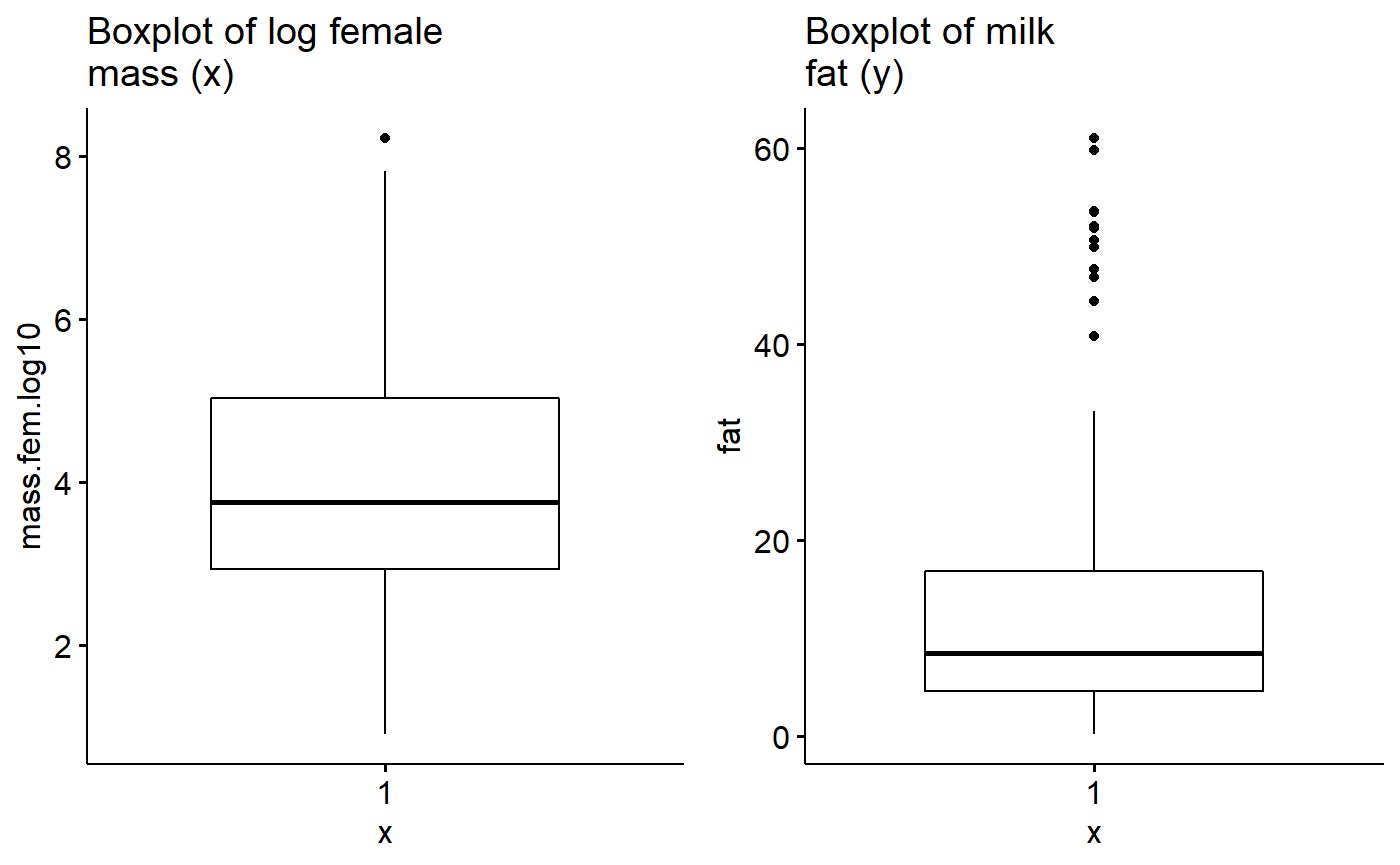 Boxplot of log female
mass (x)
8
6
4
2
mass.fem.log10
1
x
Boxplot of milk
fat (y)
60
40
20
0
fat
1
x